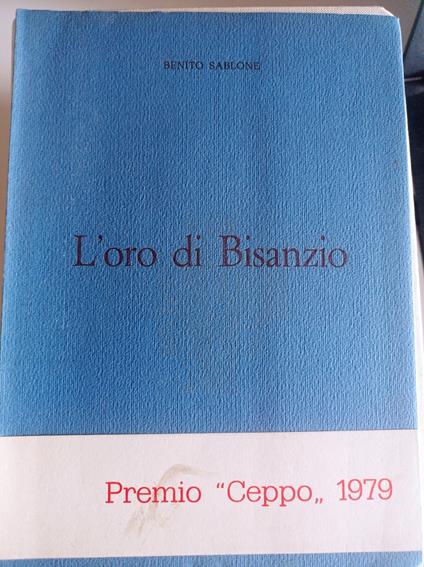 BENITO SABLONE
L'oro di Bisanzio
Premio “Ceppo„ 1979